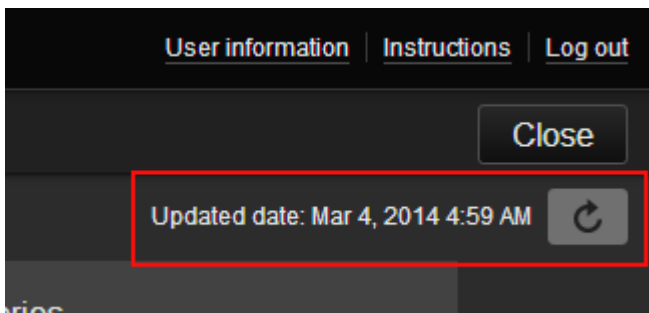 User information Instructions Log out
Close
Updated date: Mar 4, 2014 4:59 AM